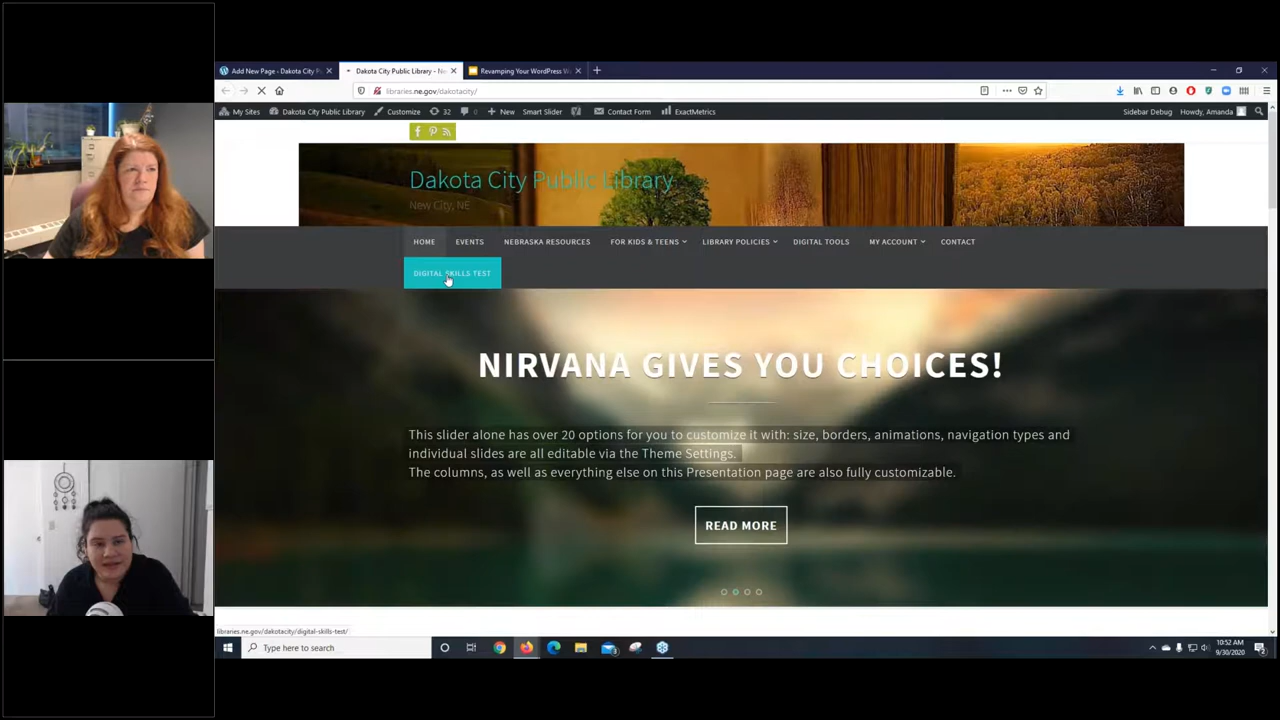 Add New Page - Dakota City Pu
Dakota City Public Library - Ne
Revamping Your WordPress W
libraries.ne.gov/dakotacity/
My Sites
Dakota City Public Library
Customize
32
New
Smart Slider
Contact Form
ExactMetrics
Sidebar Debug
Howdy, Amanda
Dakota City Public Library
New City, NE
HOME
EVENTS
NEBRASKA RESOURCES
FOR KIDS & TEENS
LIBRARY POLICIES
DIGITAL TOOLS
MY ACCOUNT
CONTACT
DIGITAL SKILLS TEST
NIRVANA GIVES YOU CHOICES!
This slider alone has over 20 options for you to customize it with: size, borders, animations, navigation types and
individual slides are all editable via the Theme Settings.
The columns, as well as everything else on this Presentation page are also fully customizable.
READ MORE
libraries.ne.gov/dakotacity/digital-skills-test/
Type here to search
10:52 AM
9/30/2020